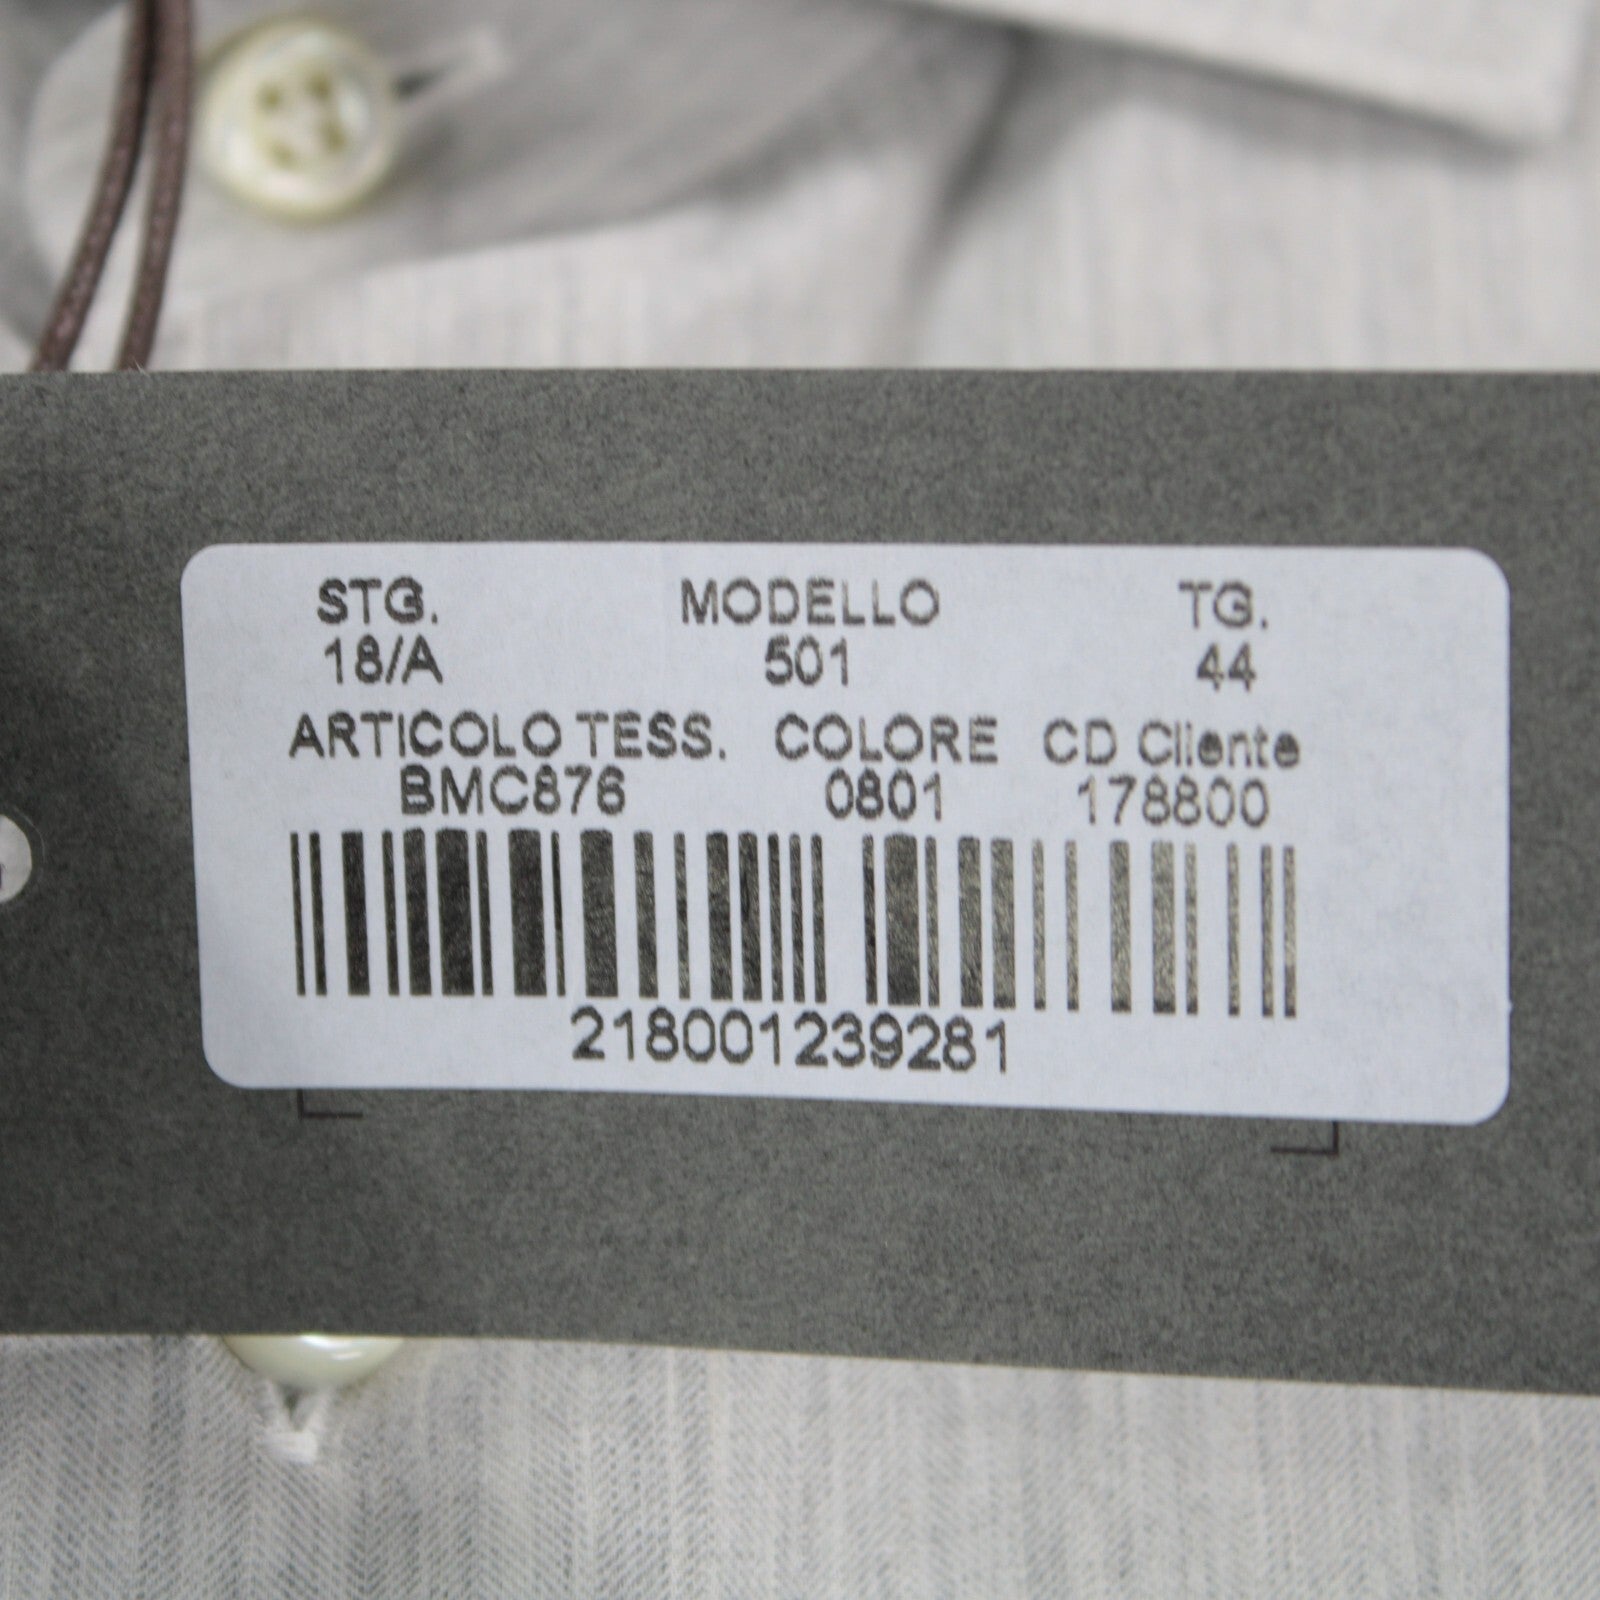 STG. MODELLO TG.
18/A 501 44
ARTICOLO TESS. COLORE CD Cliente
BMC876 0801 178800
218001239281